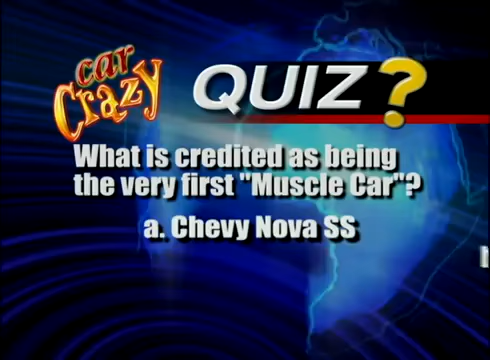 car
Crazy
QUIZ?
What is credited as being
the very first "Muscle Car"?
a. Chevy Nova SS